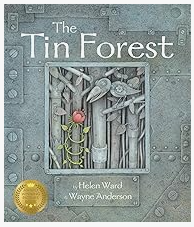 The
Tin Forest
by Helen Ward
Wayne Anderson